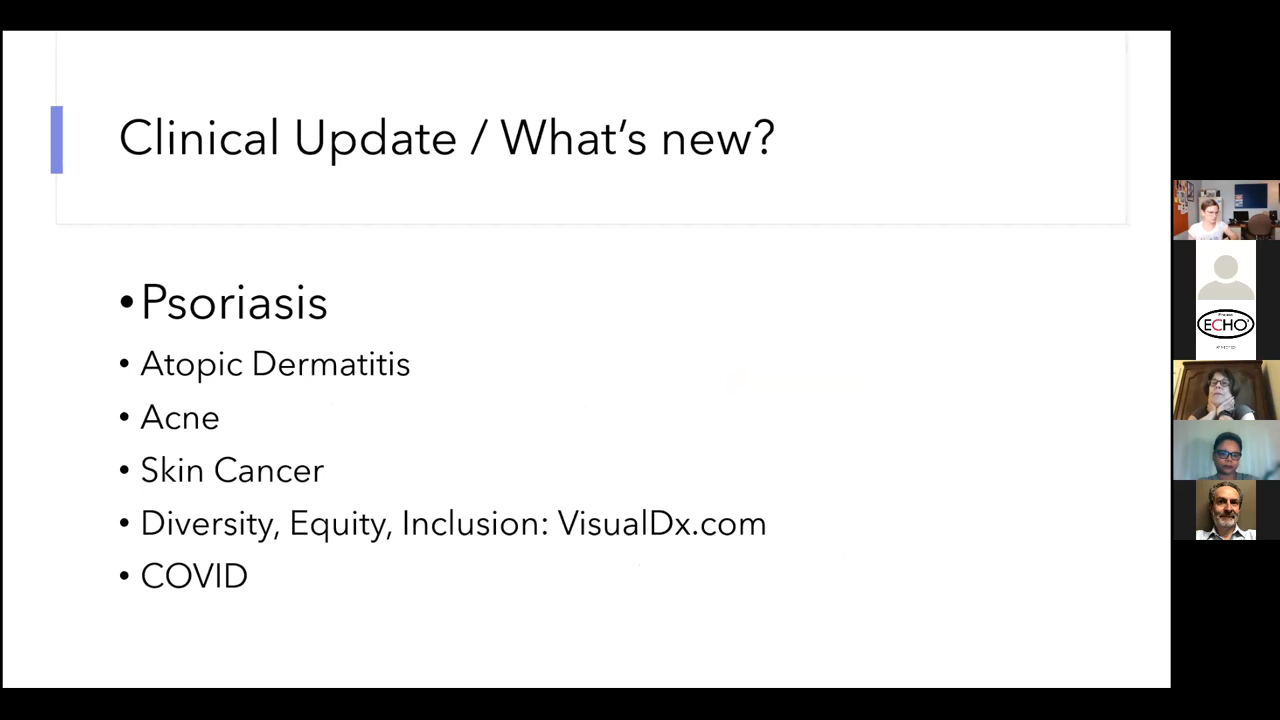 Clinical Update / What's new?
•Psoriasis
• Atopic Dermatitis
• Acne
• Skin Cancer
• Diversity, Equity, Inclusion: VisualDx.com
• COVID
ECHO